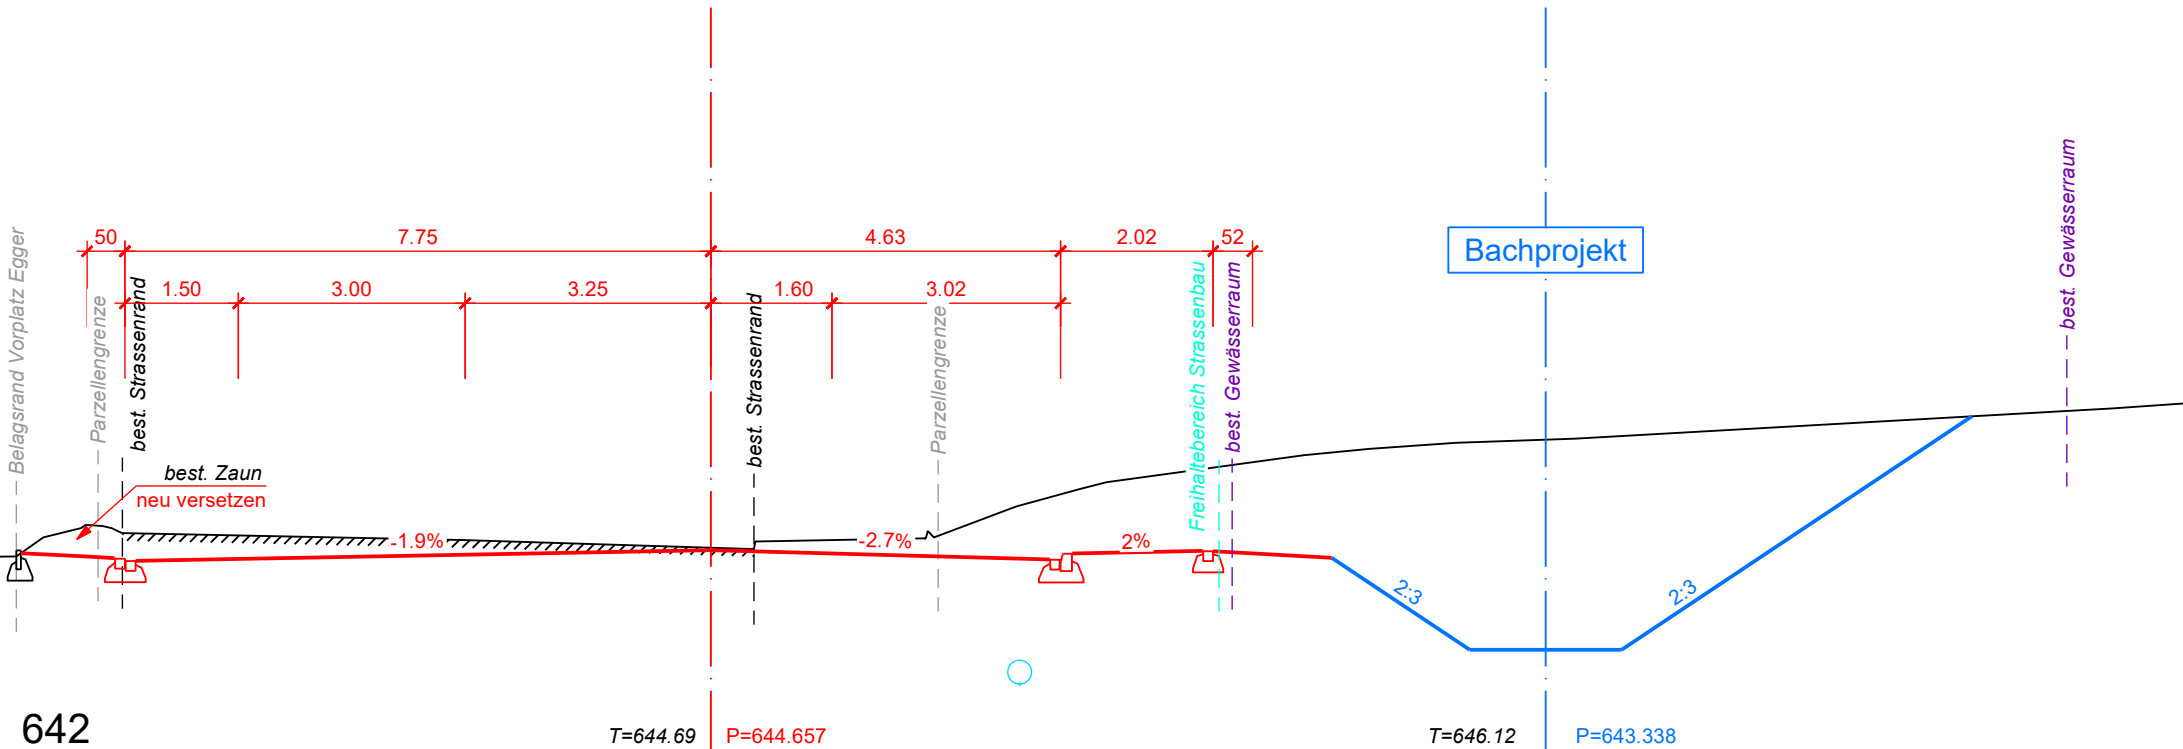 Belagsrand Vorplatz Egger
Parzellengrenze
best. Strassenrand
50
7.75
4.63
2.02
52
1.50
3.00
3.25
1.60
3.02
best. Strassenrand
Parzellengrenze
Freihaltebereich Strassenbau
best. Gewässerraum
Bachprojekt
best. Gewässerraum
best. Zaun
neu versetzen
-1.9%
-2.7%
2%
2:3
2:3
642
T=644.69
P=644.657
T=646.12
P=643.338